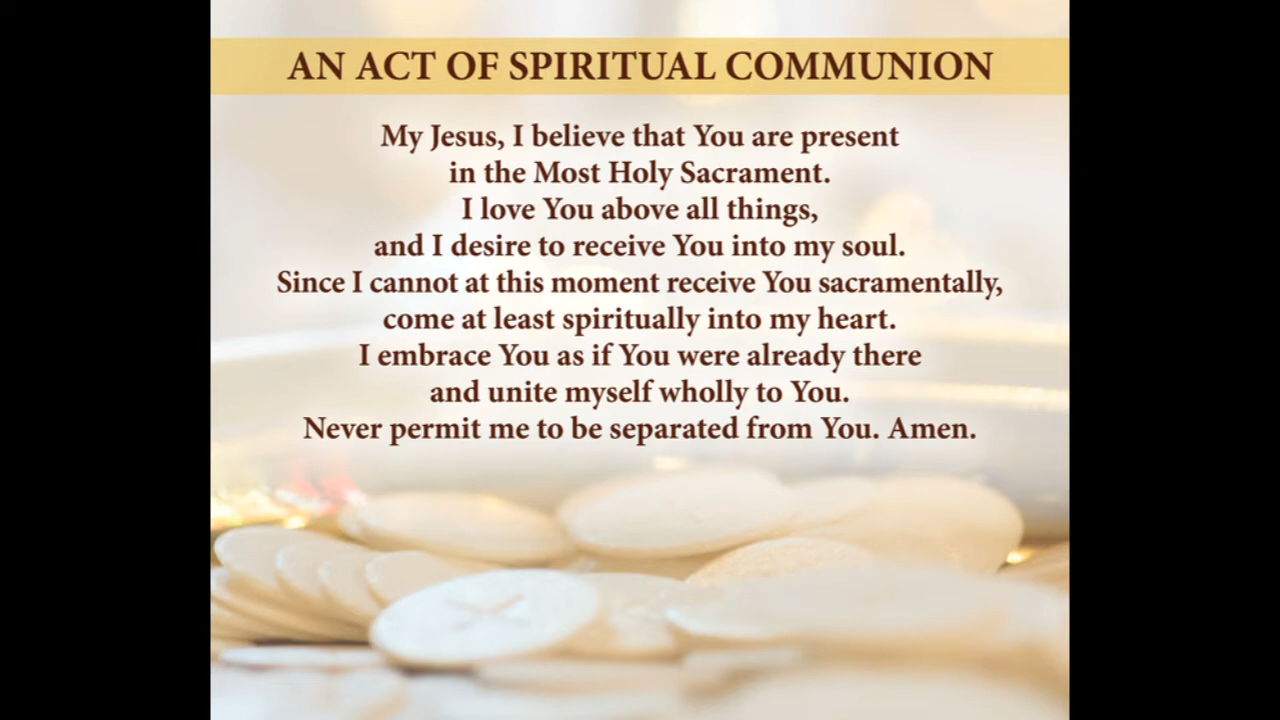 AN ACT OF SPIRITUAL COMMUNION
My Jesus, I believe that You are present
in the Most Holy Sacrament.
I love You above all things,
and I desire to receive You into my soul.
Since I cannot at this moment receive You sacramentally,
come at least spiritually into my heart.
I embrace You as if You were already there
and unite myself wholly to You.
Never permit me to be separated from You. Amen.